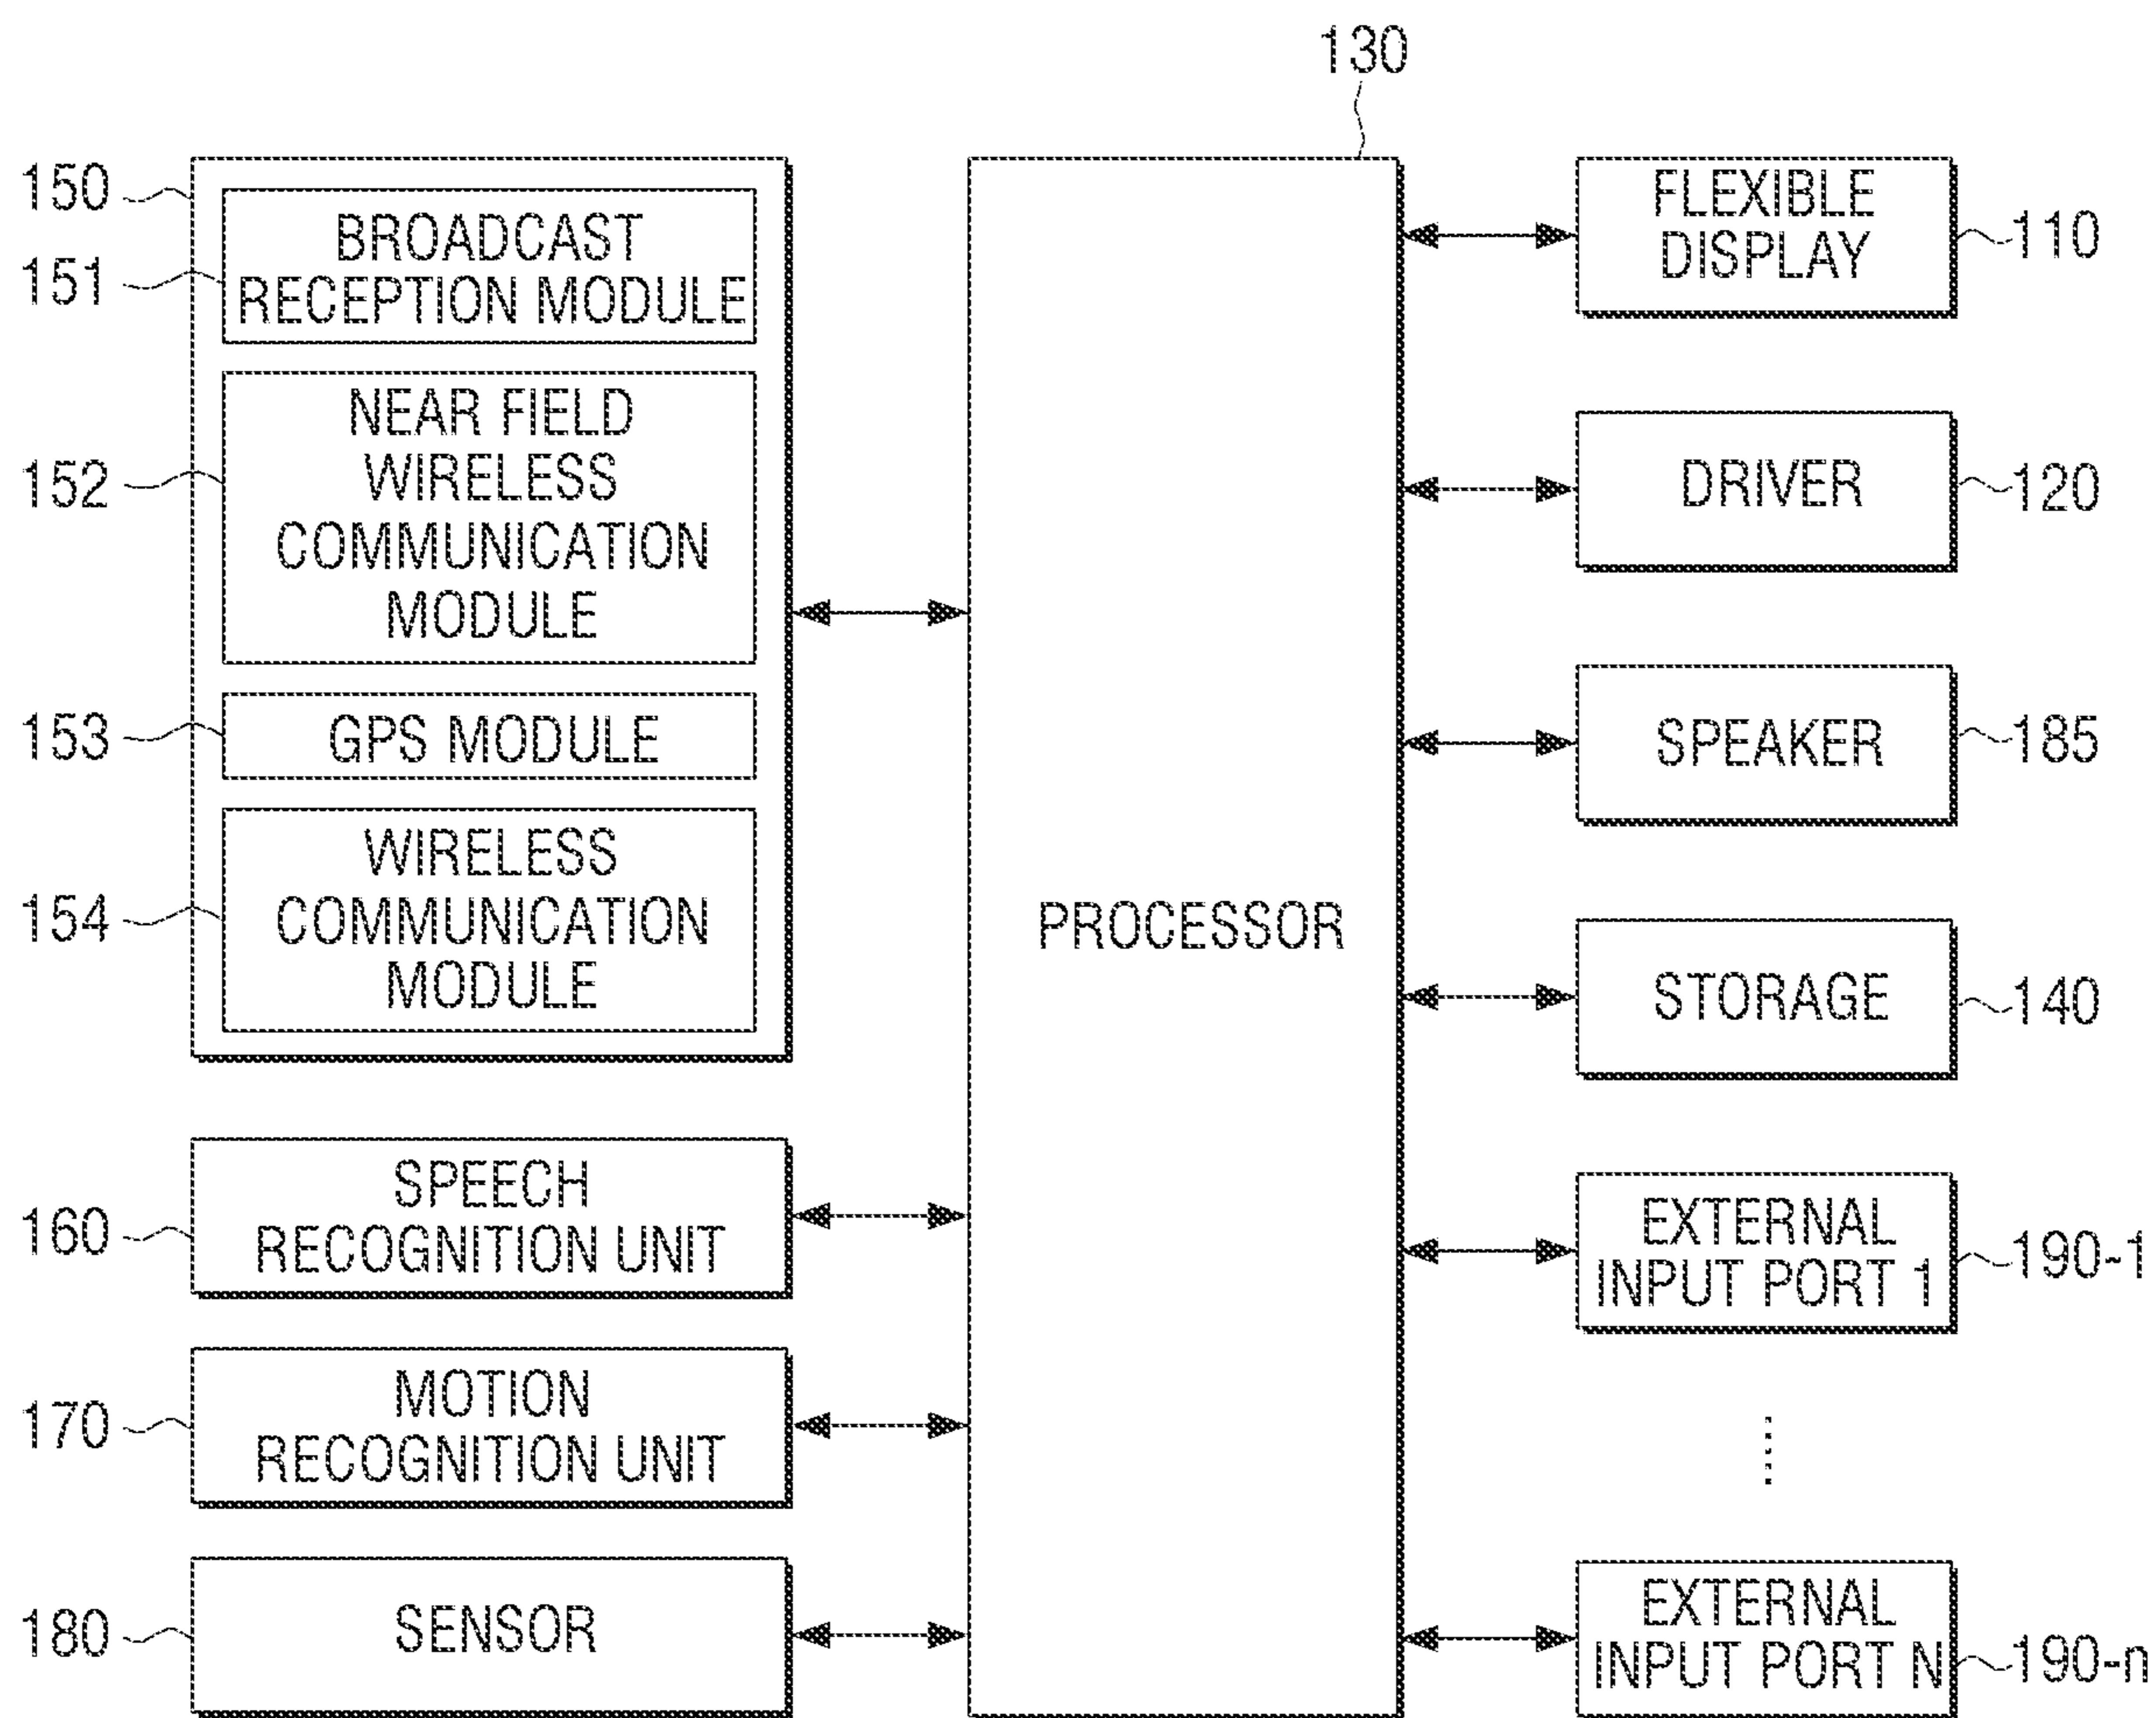 130
150
BROADCAST
RECEPTION MODULE
151
NEAR FIELD
WIRELESS
COMMUNICATION
MODULE
152
GPS MODULE
153
WIRELESS
COMMUNICATION
MODULE
154
SPEECH
RECOGNITION UNIT
160
MOTION
RECOGNITION UNIT
170
SENSOR
180
PROCESSOR
FLEXIBLE
DISPLAY
110
DRIVER
120
SPEAKER
185
STORAGE
140
EXTERNAL
INPUT PORT 1
190-1
EXTERNAL
INPUT PORT N
190-n